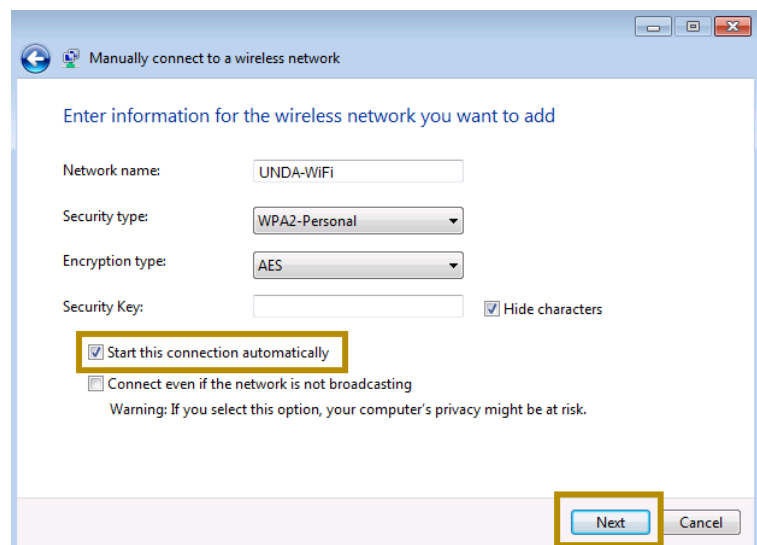 Manually connect to a wireless network
Enter information for the wireless network you want to add
Network name: UNDA-WiFi
Security type: WPA2-Personal
Encryption type: AES
Security Key: Hide characters
Start this connection automatically
Connect even if the network is not broadcasting
Warning: If you select this option, your computer's privacy might be at risk.
Next Cancel